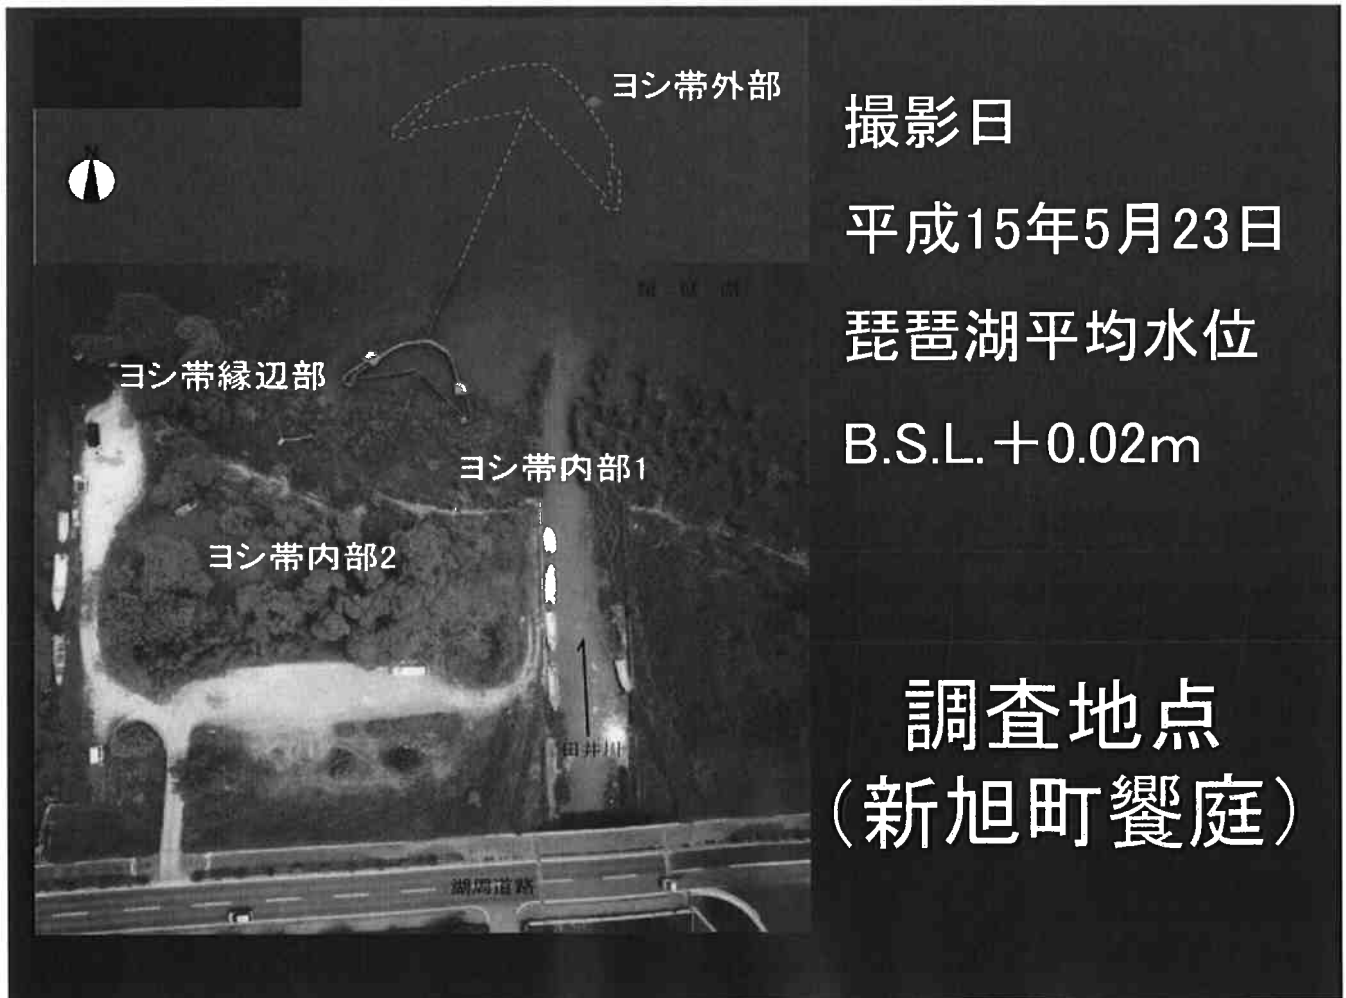 ヨシ帯外部
N
ヨシ帯縁辺部
ヨシ帯内部1
ヨシ帯内部2
田井川
湖周道路
撮影日
平成15年5月23日
琵琶湖平均水位
B.S.L.+0.02m
調査地点
(新旭町饗庭)